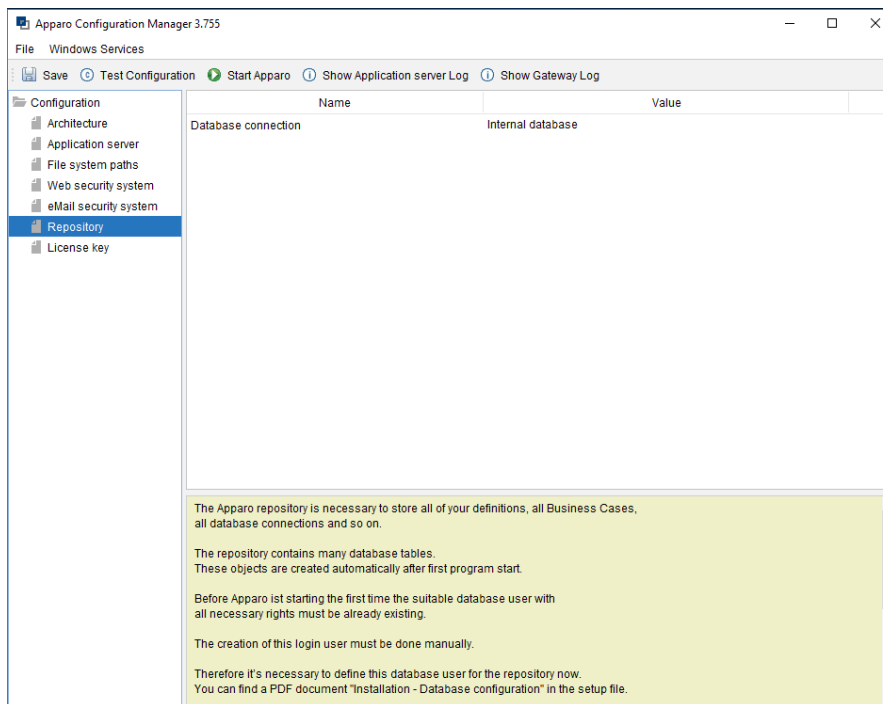 Apparo Configuration Manager 3.755
File Windows Services
Save Test Configuration Start Apparo Show Application server Log Show Gateway Log
Configuration
Architecture
Application server
File system paths
Web security system
eMail security system
Repository
License key
Name Value
Database connection Internal database
The Apparo repository is necessary to store all of your definitions, all Business Cases,
all database connections and so on.
The repository contains many database tables.
These objects are created automatically after first program start.
Before Apparo ist starting the first time the suitable database user with
all necessary rights must be already existing.
The creation of this login user must be done manually.
Therefore it's necessary to define this database user for the repository now.
You can find a PDF document "Installation - Database configuration" in the setup file.